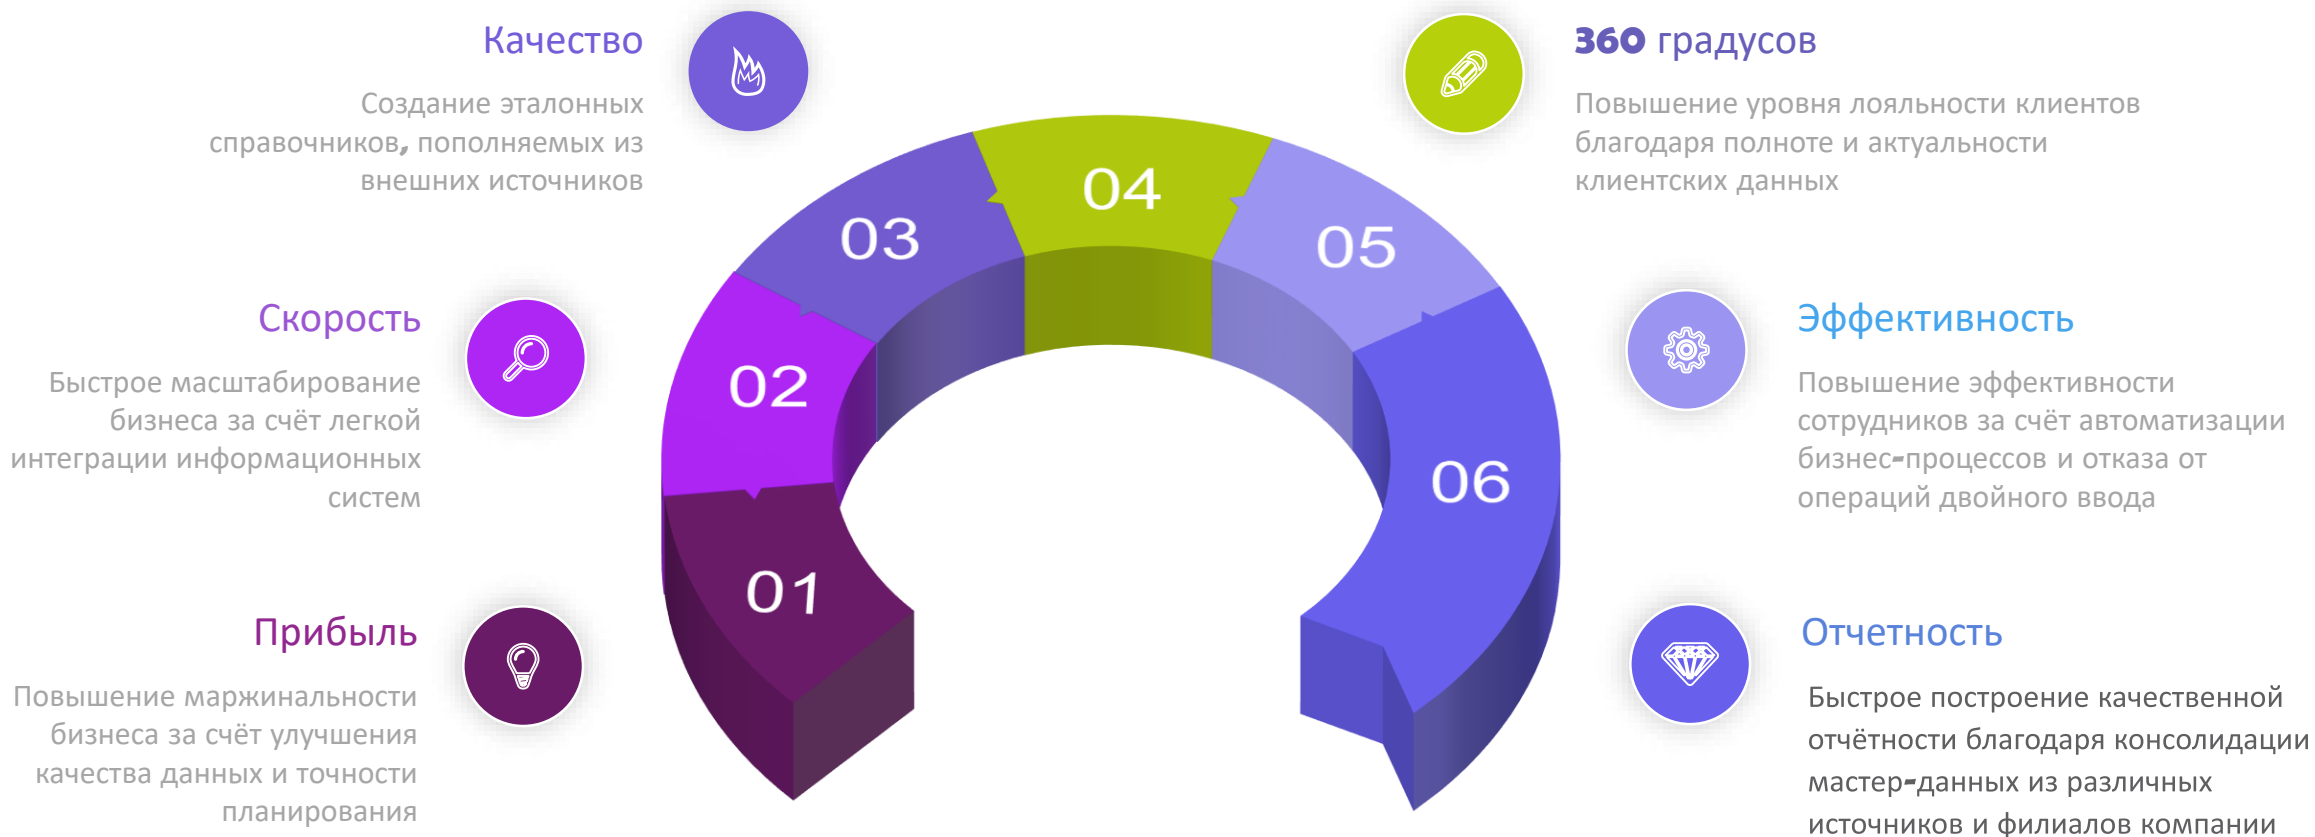 Качество
Создание эталонных
справочников, пополняемых из
внешних источников
Скорость
Быстрое масштабирование
бизнеса за счёт легкой
интеграции информационных
систем
Прибыль
Повышение маржинальности
бизнеса за счёт улучшения
качества данных и точности
планирования
01
02
03
04
05
06
360 градусов
Повышение уровня лояльности клиентов
благодаря полноте и актуальности
клиентских данных
Эффективность
Повышение эффективности
сотрудников за счёт автоматизации
бизнес-процессов и отказа от
операций двойного ввода
Отчетность
Быстрое построение качественной
отчётности благодаря консолидации
мастер-данных из различных
источников и филиалов компании